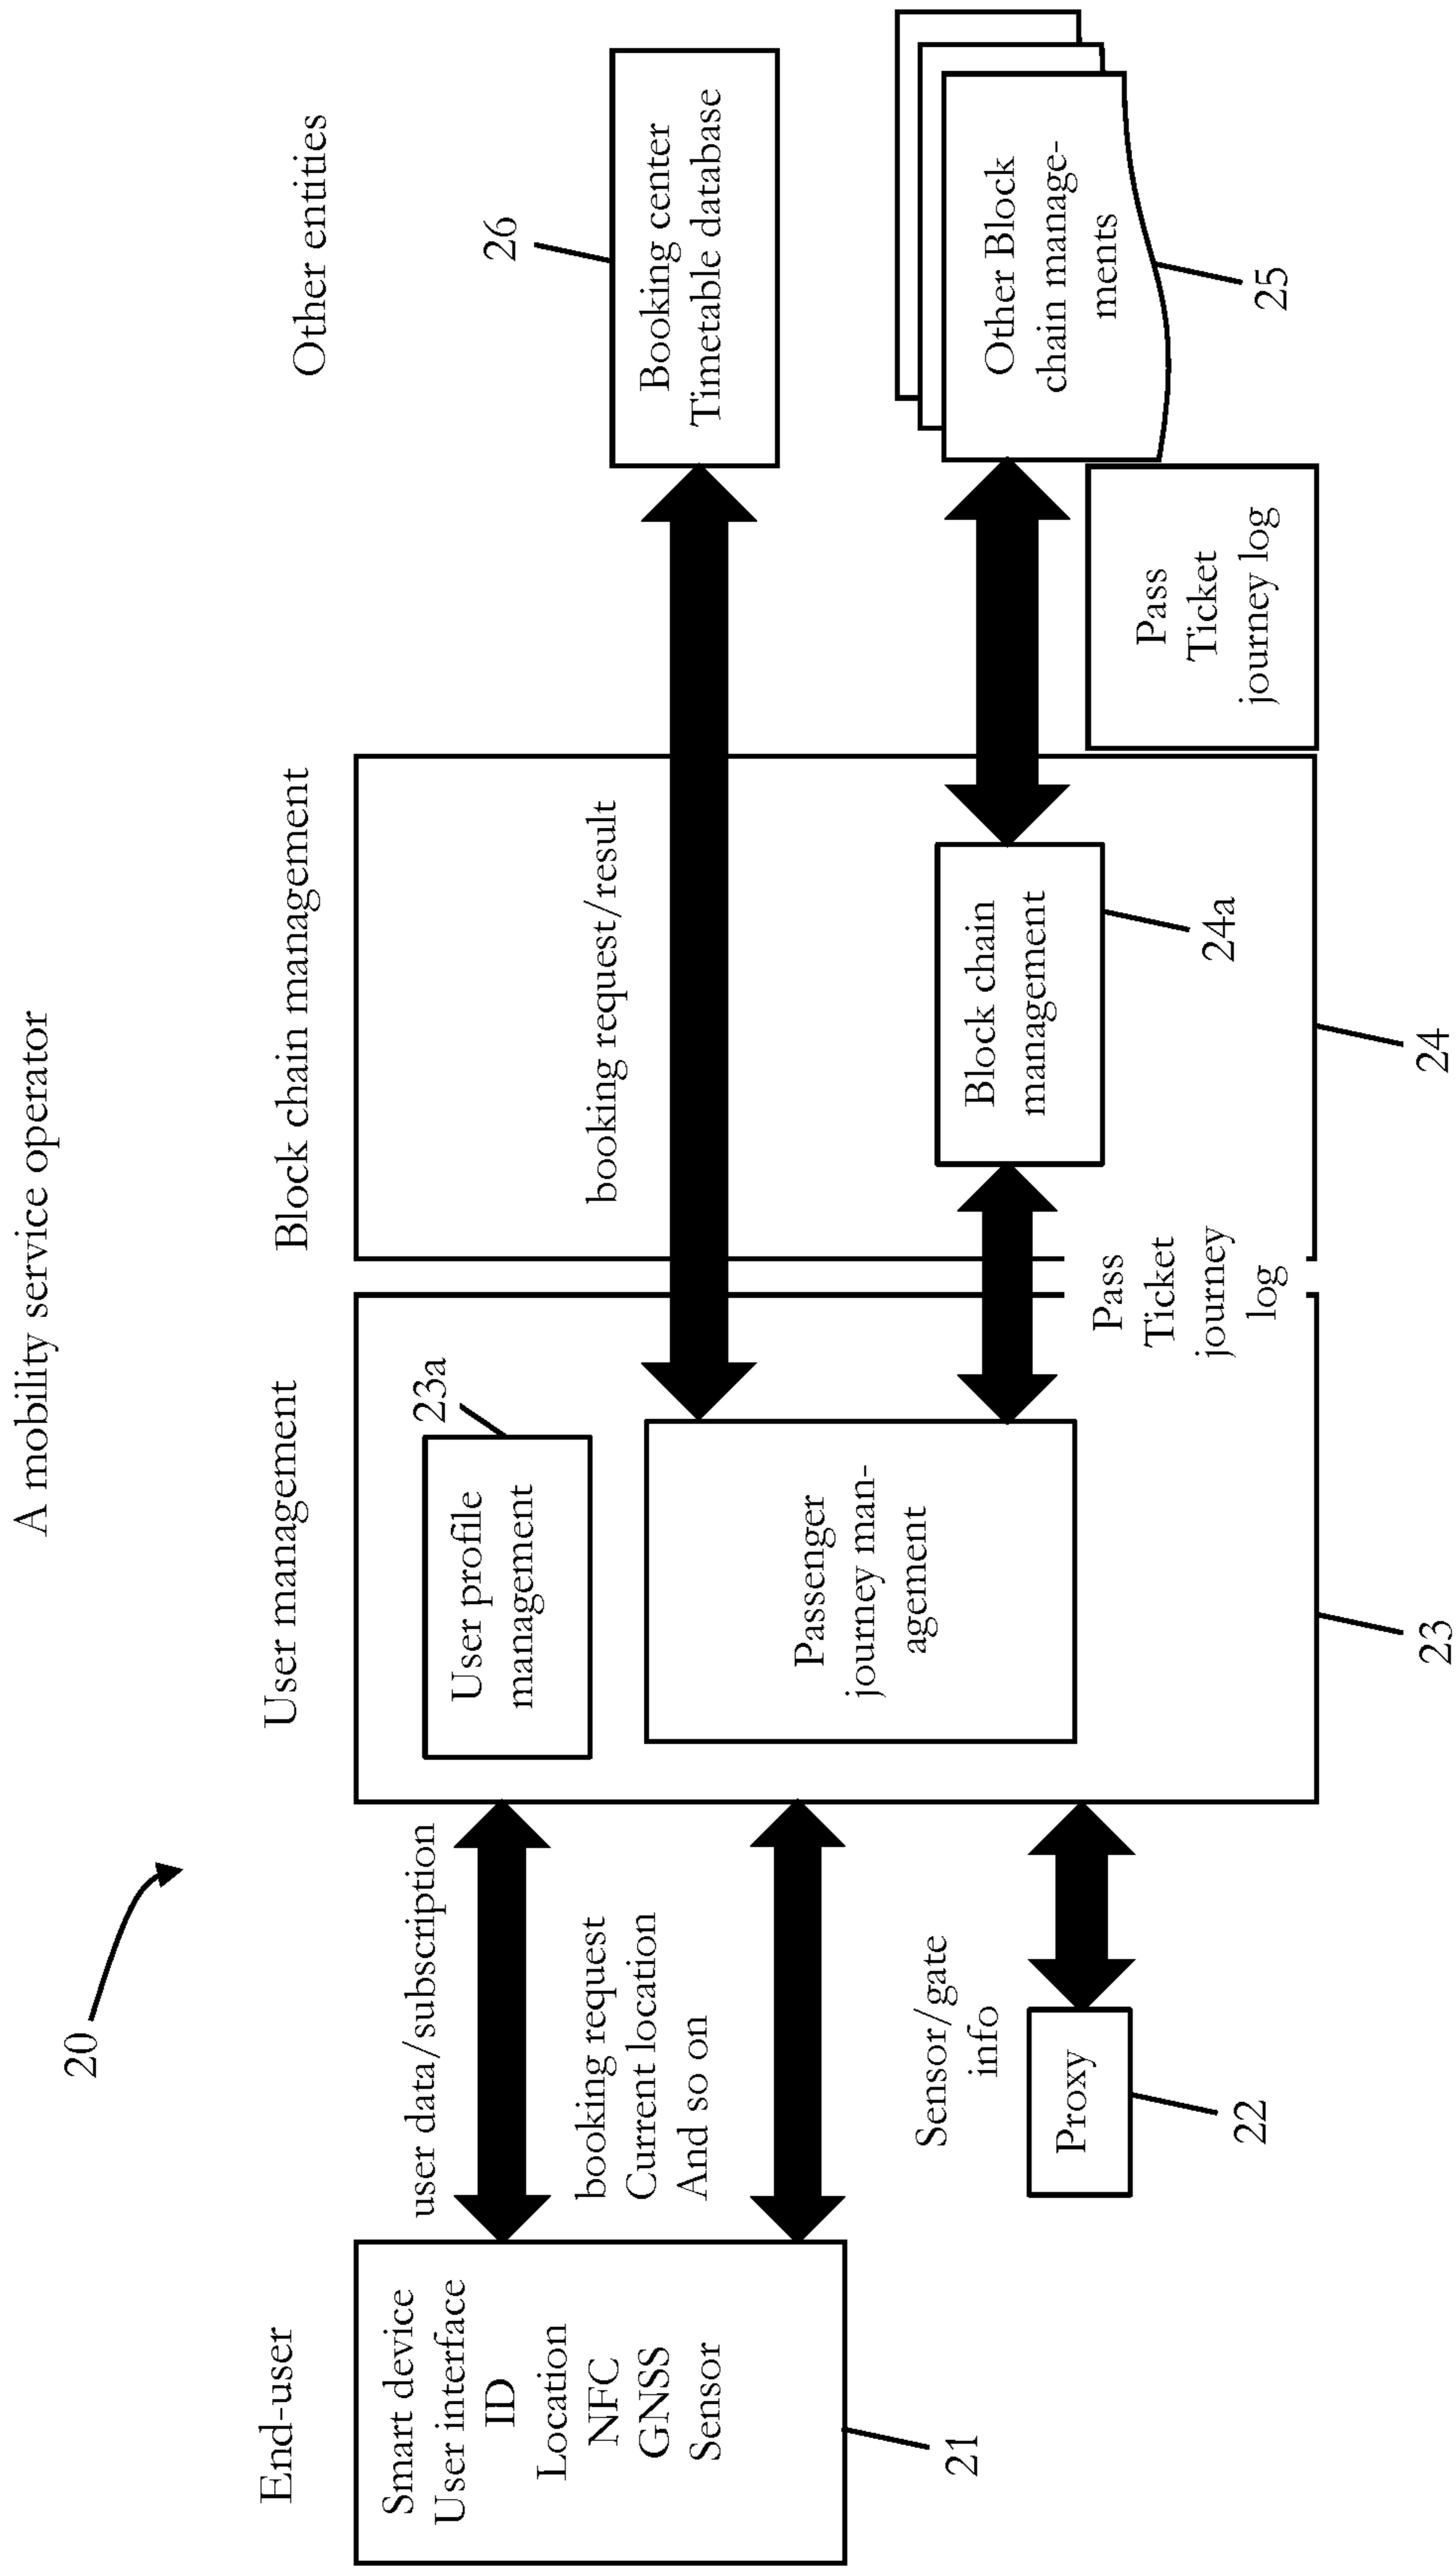 A mobility service operator
20
End-user
User management
Block chain management
Other entities
Smart device
User interface
ID
Location
NFC
GNSS
Sensor
21
user data/subscription
booking request
Current location
And so on
Sensor/gate
info
Proxy
22
23a
User profile
management
Passenger
journey man-
agement
23
booking request/result
Pass
Ticket
journey
log
Block chain
management
24a
24
26
Booking center
Timetable database
Other Block
chain manage-
ments
25
Pass
Ticket
journey log